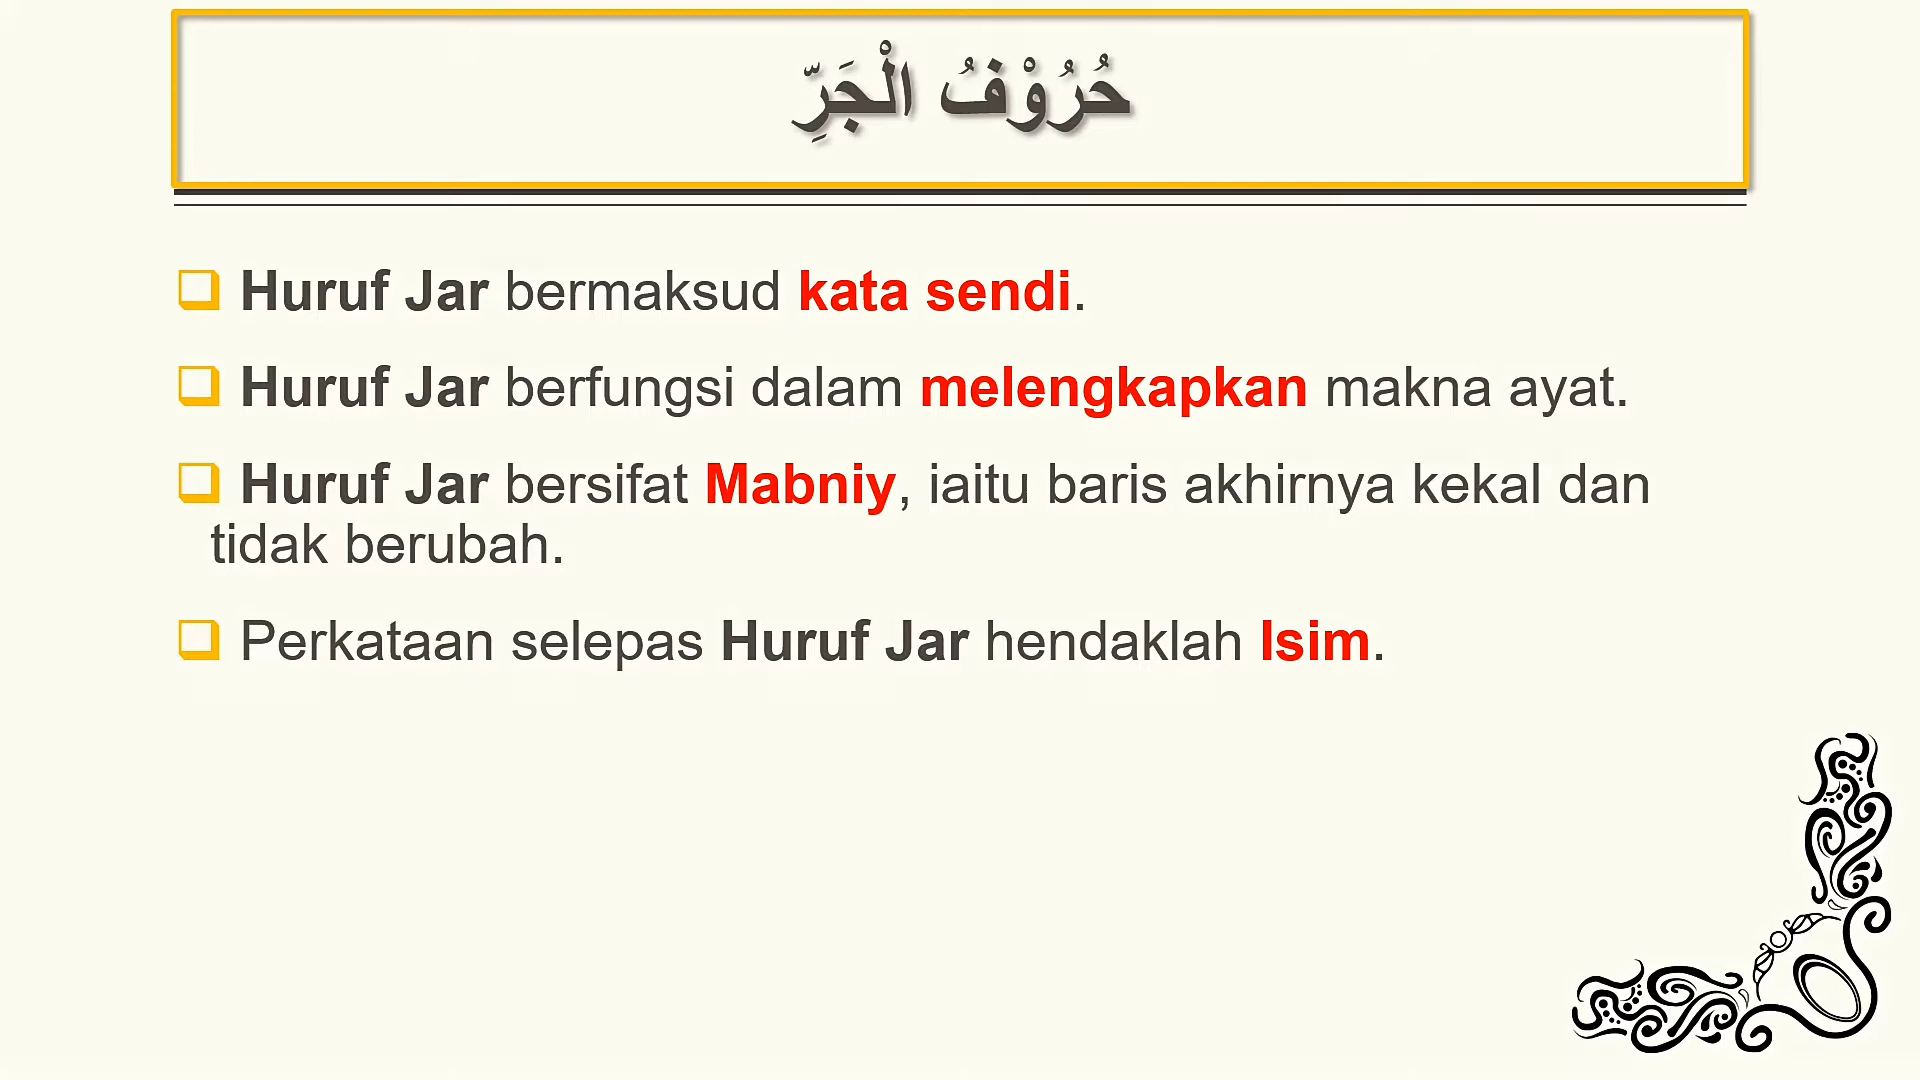 حُرُوْفُ الْجَرِّ
Huruf Jar bermaksud kata sendi.
Huruf Jar berfungsi dalam melengkapkan makna ayat.
Huruf Jar bersifat Mabniy, iaitu baris akhirnya kekal dan
tidak berubah.
Perkataan selepas Huruf Jar hendaklah Isim.